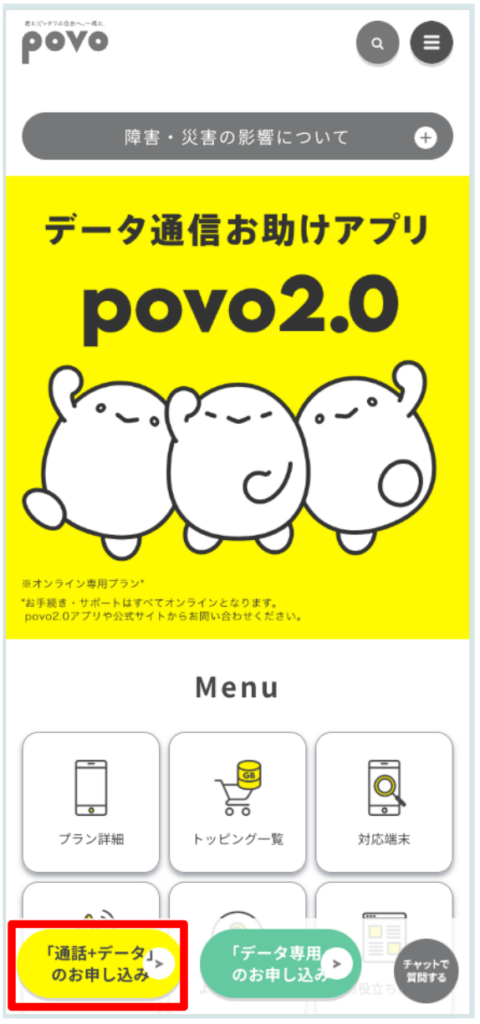 君にピッタリの自由へ、一緒に
povo
障害・災害の影響について
データ通信お助けアプリ
povo2.0
※オンライン専用プラン*
*お手続き・サポートはすべてオンラインとなります。
povo2.0アプリや公式サイトからお問い合わせください。
Menu
GB
プラン詳細
トッピング一覧
対応端末
「通話+データ」
のお申し込み
「データ専用
のお申し込み
役立ち
チャットで
質問する